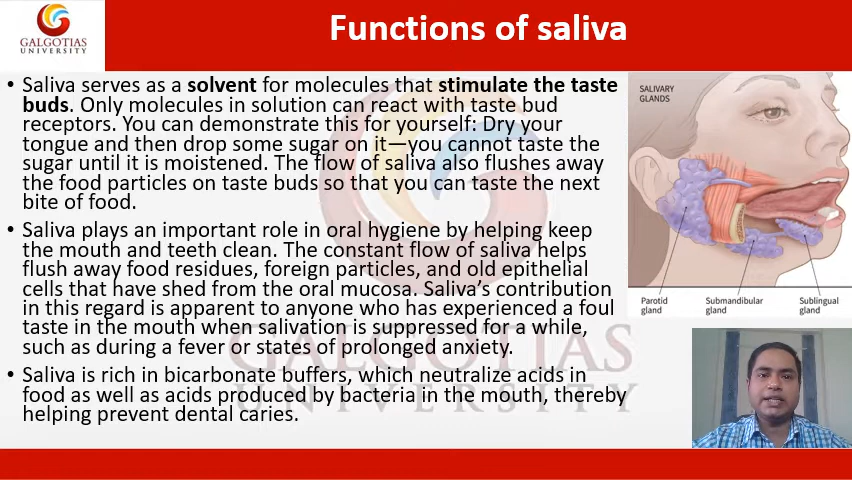 GALGOTIAS
UNIVERSITY
Functions of saliva
• Saliva serves as a solvent for molecules that stimulate the taste
buds. Only molecules in solution can react with taste bud
receptors. You can demonstrate this for yourself: Dry your
tongue and then drop some sugar on it—you cannot taste the
sugar until it is moistened. The flow of saliva also flushes away
the food particles on taste buds so that you can taste the next
bite of food.
• Saliva plays an important role in oral hygiene by helping keep
the mouth and teeth clean. The constant flow of saliva helps
flush away food residues, foreign particles, and old epithelial
cells that have shed from the oral mucosa. Saliva's contribution
in this regard is apparent to anyone who has experienced a foul
taste in the mouth when salivation is suppressed for a while,
such as during a fever or states of prolonged anxiety.
• Saliva is rich in bicarbonate buffers, which neutralize acids in
food as well as acids produced by bacteria in the mouth, thereby
helping prevent dental caries.
SALIVARY
GLANDS
Parotid
gland
Submandibular
gland
Sublingual
gland
GALGOTIAS
UNIVERSITY